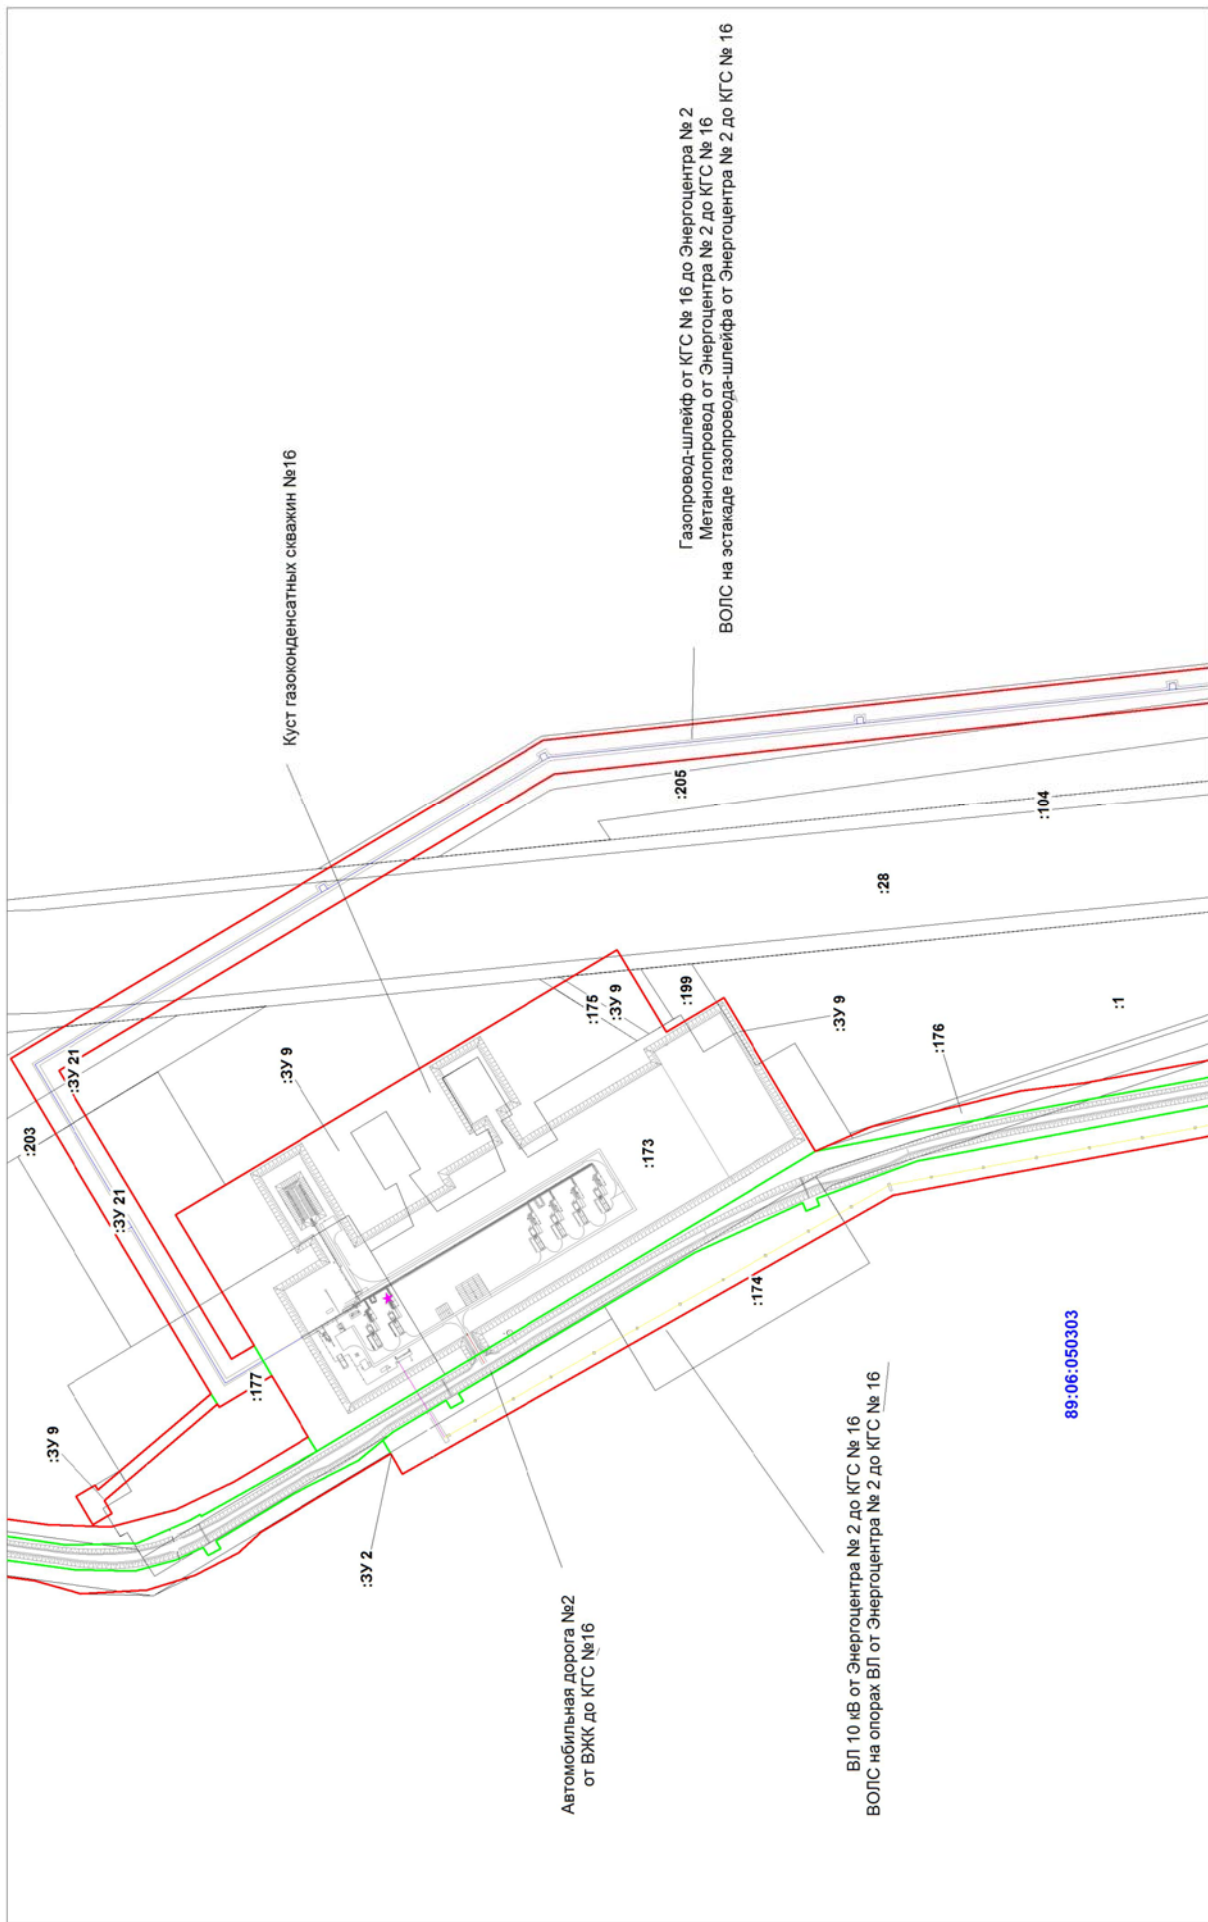 Газопровод-шлейф от КГС № 16 до Энергоцентра № 2
Метанолопровод от Энергоцентра № 2 до КГС № 16
ВОЛС на эстакаде газопровода-шлейфа от Энергоцентра № 2 до КГС № 16
Куст газоконденсатных скважин №16
:205
:104
:28
:203
:ЗУ 21
:ЗУ 21
:ЗУ 9
:175
:ЗУ 9
:199
:ЗУ 9
:176
:1
:173
:174
:177
:ЗУ 9
:ЗУ 2
Автомобильная дорога №2
от ВЖК до КГС №16
ВЛ 10 кВ от Энергоцентра № 2 до КГС № 16
ВОЛС на опорах ВЛ от Энергоцентра № 2 до КГС № 16
89:06:050303